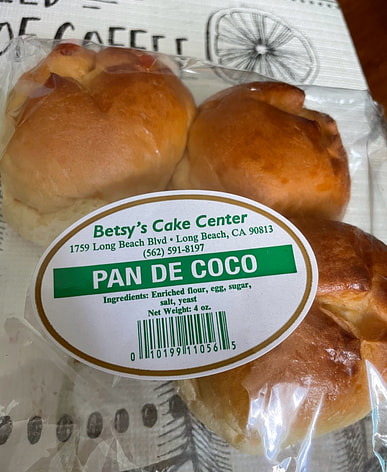 OF COFFEE
Betsy's Cake Center
1759 Long Beach Blvd • Long Beach, CA 90813
(562) 591-8197
PAN DE COCO
Ingredients: Enriched flour, egg, sugar,
salt, yeast
Net Weight: 4 oz.
0 10199 11056 5